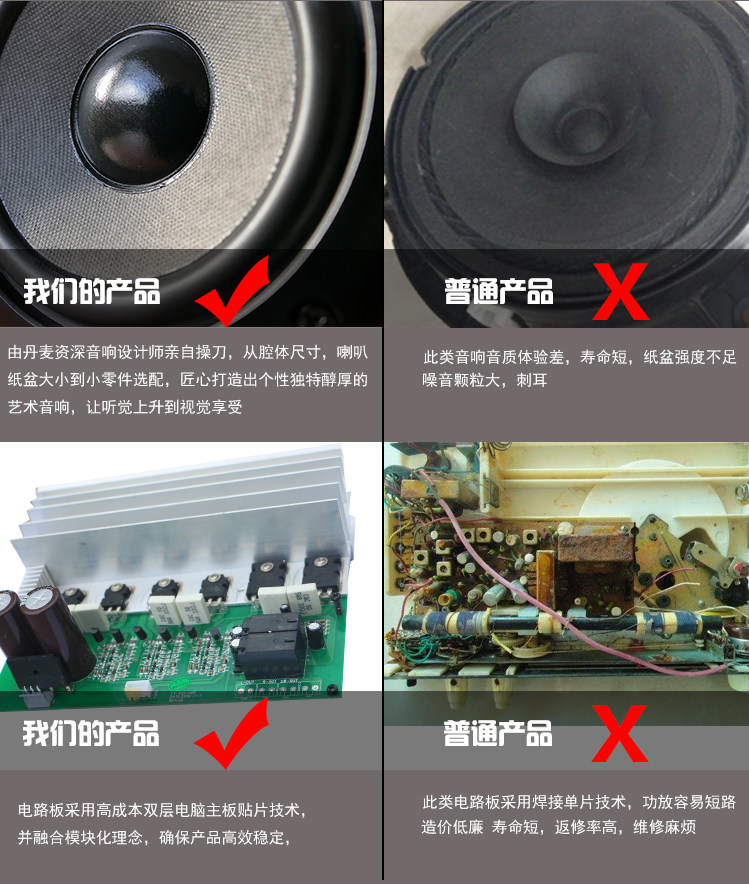 我们的产品
普通产品
由丹麦资深音响设计师亲自操刀，从腔体尺寸，喇叭
纸盆大小到小零件选配，匠心打造出个性独特醇厚的
艺术音响，让听觉上升到视觉享受
此类音响音质体验差，寿命短，纸盆强度不足
噪音颗粒大，刺耳
我们的产品
普通产品
电路板采用高成本双层电脑主板贴片技术，
并融合模块化理念，确保产品高效稳定，
此类电路板采用焊接单片技术，功放容易短路
造价低廉 寿命短，返修率高，维修麻烦